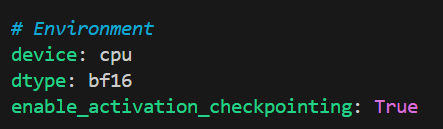 # Environment
device: cpu
dtype: bf16
enable_activation_checkpointing: True